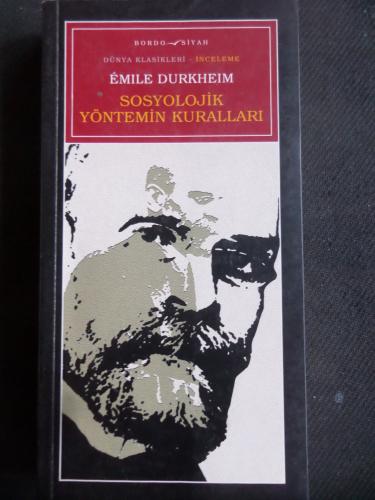 BORDO SİYAH
DÜNYA KLASİKLERİ - İNCELEME
ÉMILE DURKHEIM
SOSYOLOJİK
YÖNTEMİN KURALLARI